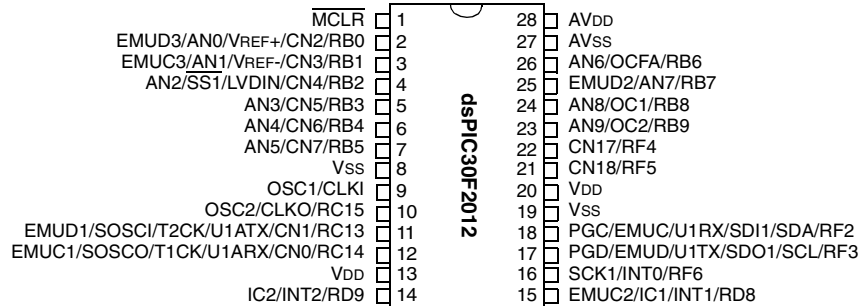 MCLR 1 28 AVDD
EMUD3/AN0/VREF+/CN2/RB0 2 27 AVSS
EMUC3/AN1/VREF-/CN3/RB1 3 26 AN6/OCFA/RB6
AN2/SS1/LVDIN/CN4/RB2 4 25 EMUD2/AN7/RB7
AN3/CN5/RB3 5 24 AN8/OC1/RB8
AN4/CN6/RB4 6 23 AN9/OC2/RB9
AN5/CN7/RB5 7 22 CN17/RF4
VSS 8 21 CN18/RF5
OSC1/CLKI 9 20 VDD
OSC2/CLKO/RC15 10 19 VSS
EMUD1/SOSCI/T2CK/U1ATX/CN1/RC13 11 18 PGC/EMUC/U1RX/SDI1/SDA/RF2
EMUC1/SOSCO/T1CK/U1ARX/CN0/RC14 12 17 PGD/EMUD/U1TX/SDO1/SCL/RF3
VDD 13 16 SCK1/INT0/RF6
IC2/INT2/RD9 14 15 EMUC2/IC1/INT1/RD8
dsPIC30F2012